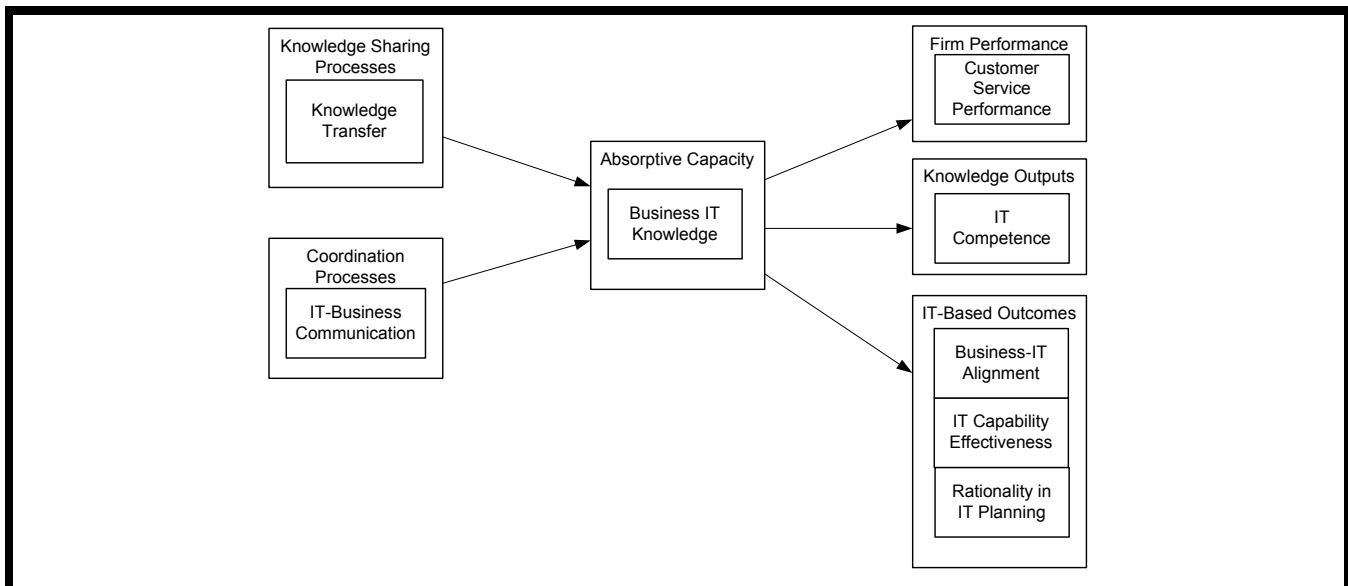 Knowledge Sharing
Processes
Knowledge
Transfer
Coordination
Processes
IT-Business
Communication
Absorptive Capacity
Business IT
Knowledge
Firm Performance
Customer
Service
Performance
Knowledge Outputs
IT
Competence
IT-Based Outcomes
Business-IT
Alignment
IT Capability
Effectiveness
Rationality in
IT Planning